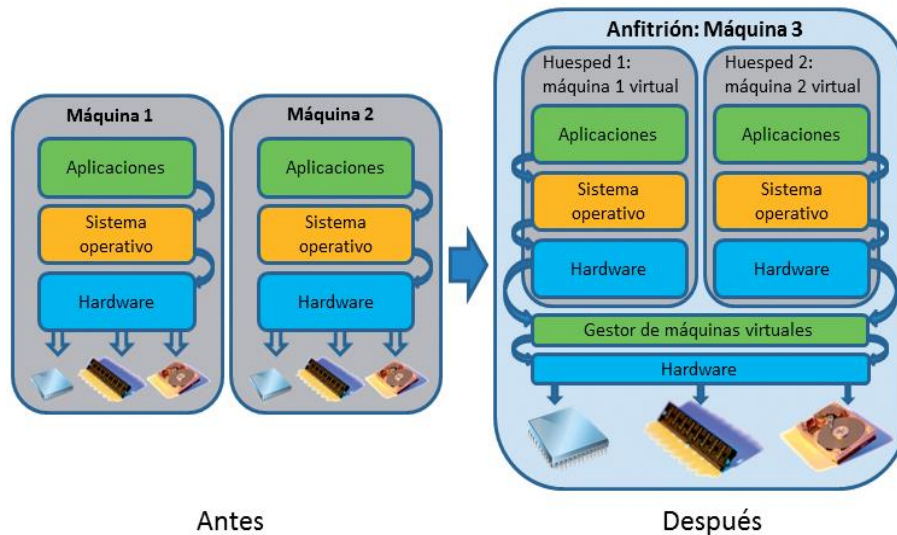 Máquina 1
Aplicaciones
Sistema
operativo
Hardware
Máquina 2
Aplicaciones
Sistema
operativo
Hardware
Antes
Anfitrión: Máquina 3
Huesped 1:
máquina 1 virtual
Aplicaciones
Sistema
operativo
Hardware
Huesped 2:
máquina 2 virtual
Aplicaciones
Sistema
operativo
Hardware
Gestor de máquinas virtuales
Hardware
Después